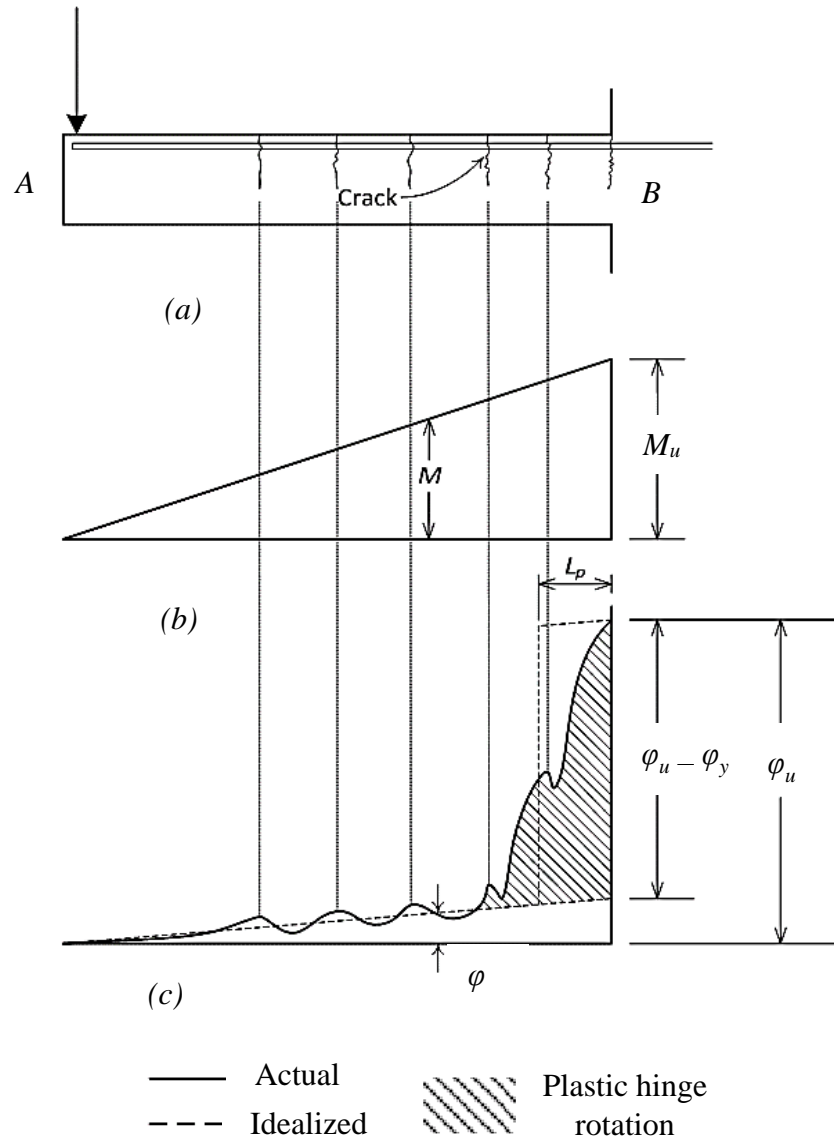 A
Crack
B
(a)
M
M_u
L_p
(b)
φ_u – φ_y
φ_u
φ
(c)
Actual
Idealized
Plastic hinge
rotation